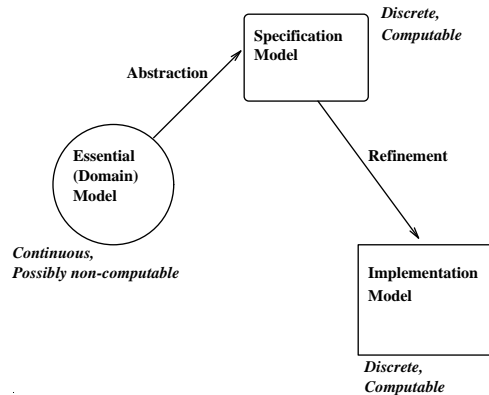 Discrete,
Computable
Specification
Model
Abstraction
Essential
(Domain)
Model
Refinement
Continuous,
Possibly non-computable
Implementation
Model
Discrete,
Computable